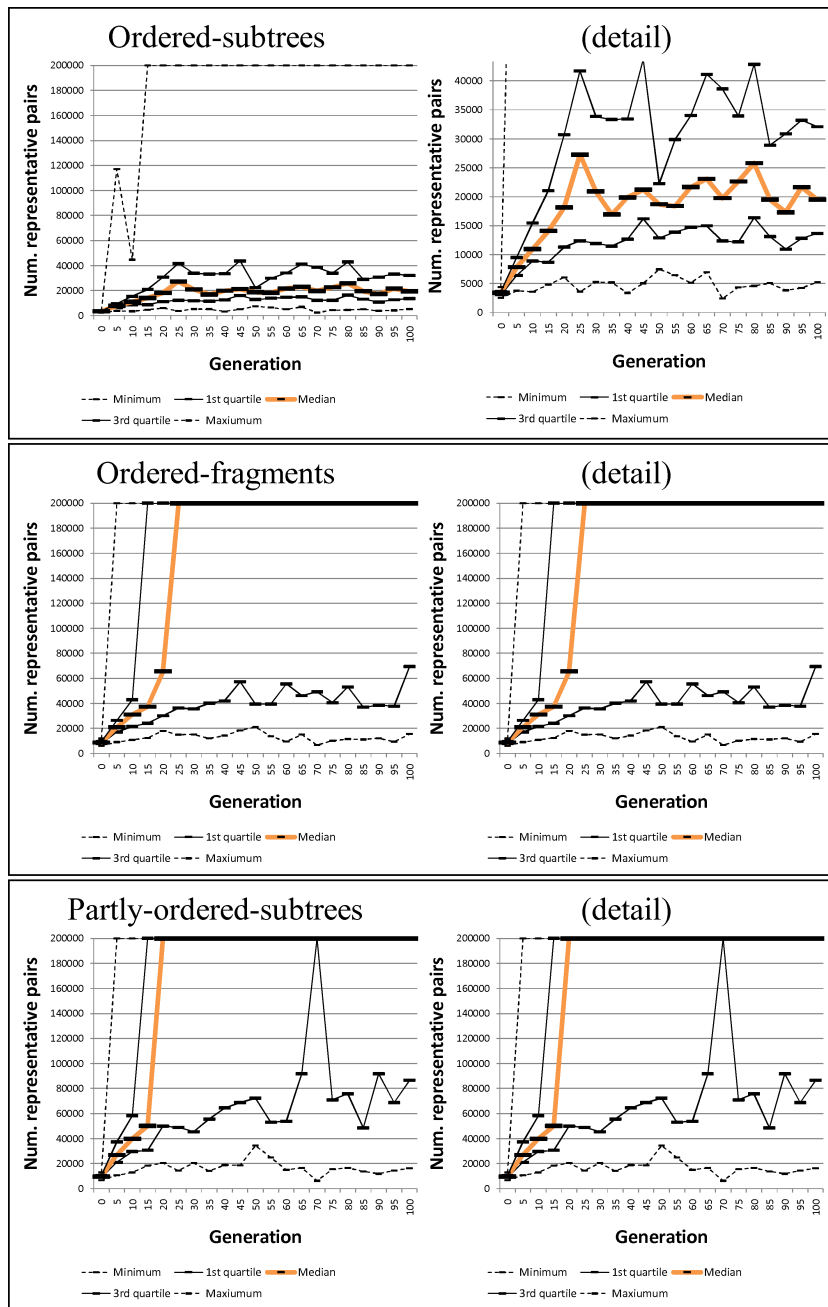 Ordered-subtrees
(detail)
Num. representative pairs
200000
180000
160000
140000
120000
100000
80000
60000
40000
20000
0
0 5 10 15 20 25 30 35 40 45 50 55 60 65 70 75 80 85 90 95 100
Generation
Minimum 1st quartile Median
3rd quartile Maxiumum
Num. representative pairs
40000
35000
30000
25000
20000
15000
10000
5000
0
0 5 10 15 20 25 30 35 40 45 50 55 60 65 70 75 80 85 90 95 100
Generation
Minimum 1st quartile Median
3rd quartile Maxiumum
Ordered-fragments
(detail)
Num. representative pairs
200000
180000
160000
140000
120000
100000
80000
60000
40000
20000
0
0 5 10 15 20 25 30 35 40 45 50 55 60 65 70 75 80 85 90 95 100
Generation
Minimum 1st quartile Median
3rd quartile Maxiumum
Num. representative pairs
200000
180000
160000
140000
120000
100000
80000
60000
40000
20000
0
0 5 10 15 20 25 30 35 40 45 50 55 60 65 70 75 80 85 90 95 100
Generation
Minimum 1st quartile Median
3rd quartile Maxiumum
Partly-ordered-subtrees
(detail)
Num. representative pairs
200000
180000
160000
140000
120000
100000
80000
60000
40000
20000
0
0 5 10 15 20 25 30 35 40 45 50 55 60 65 70 75 80 85 90 95 100
Generation
Minimum 1st quartile Median
3rd quartile Maxiumum
Num. representative pairs
200000
180000
160000
140000
120000
100000
80000
60000
40000
20000
0
0 5 10 15 20 25 30 35 40 45 50 55 60 65 70 75 80 85 90 95 100
Generation
Minimum 1st quartile Median
3rd quartile Maxiumum